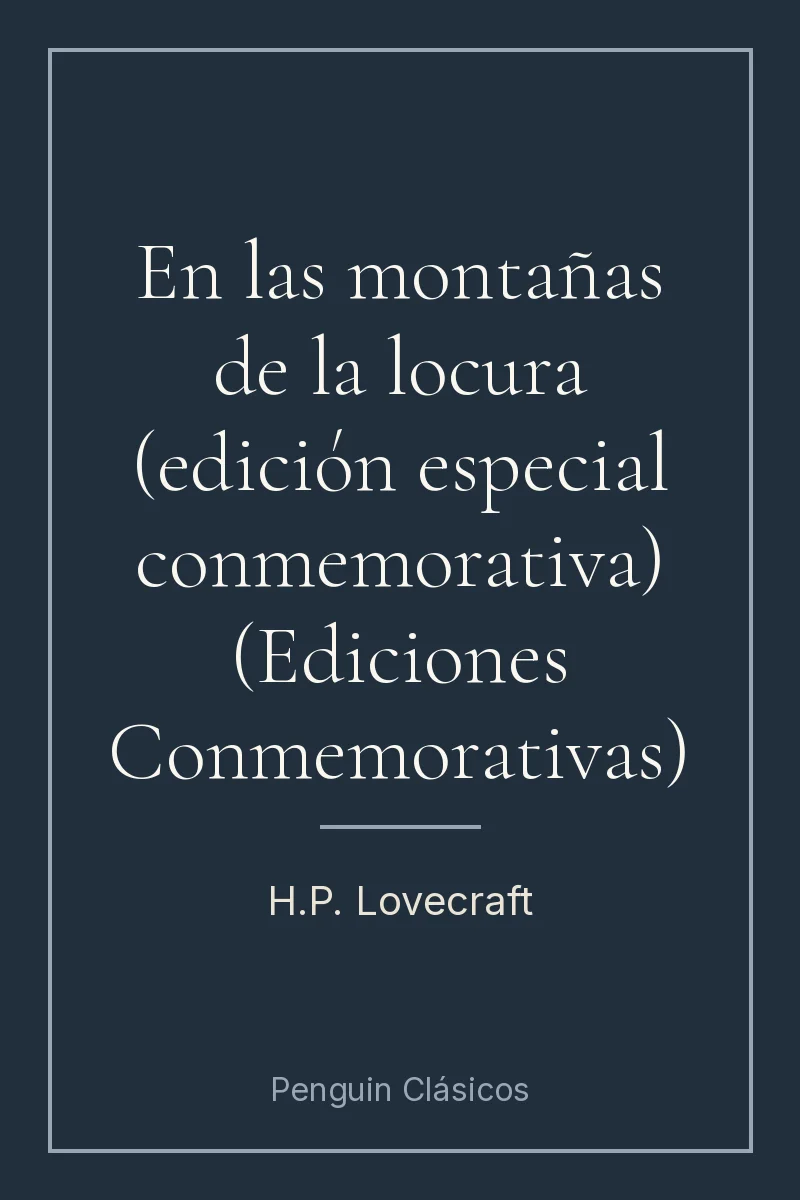 En las montañas
de la locura
(edición especial
conmemorativa)
(Ediciones
Conmemorativas)
H.P. Lovecraft
Penguin Clásicos